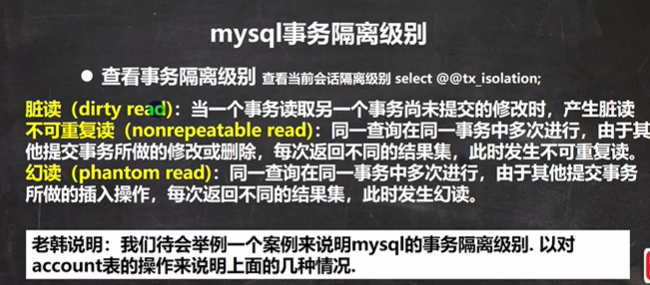 mysql事务隔离级别
● 查看事务隔离级别 查看当前会话隔离级别 select @@tx_isolation;
脏读（dirty read)：当一个事务读取另一个事务尚未提交的修改时，产生脏读
不可重复读（nonrepeatable read)：同一查询在同一事务中多次进行，由于其
他提交事务所做的修改或删除，每次返回不同的结果集，此时发生不可重复读。
幻读（phantom read)：同一查询在同一事务中多次进行，由于其他提交事务
所做的插入操作，每次返回不同的结果集，此时发生幻读。
老韩说明：我们待会举例一个案例来说明mysql的事务隔离级别. 以对
account表的操作来说明上面的几种情况.